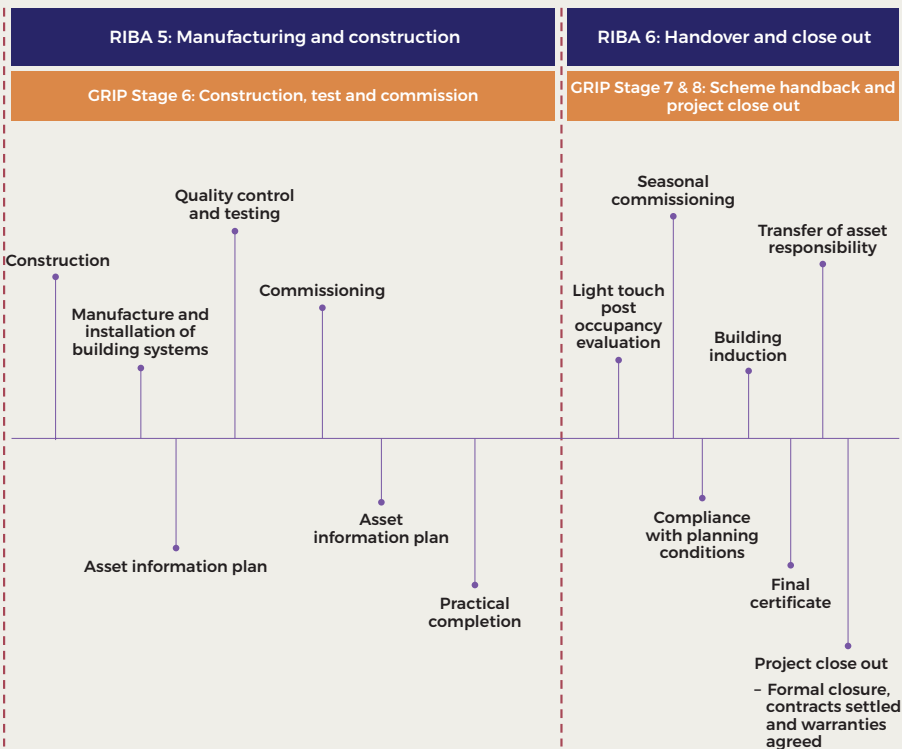 RIBA 5: Manufacturing and construction
RIBA 6: Handover and close out
GRIP Stage 6: Construction, test and commission
GRIP Stage 7 & 8: Scheme handback and
project close out
Construction
Manufacture and
installation of
building systems
Asset information plan
Quality control
and testing
Commissioning
Asset
information plan
Practical
completion
Light touch
post
occupancy
evaluation
Seasonal
commissioning
Compliance
with planning
conditions
Building
induction
Final
certificate
Transfer of asset
responsibility
Project close out
– Formal closure,
contracts settled
and warranties
agreed